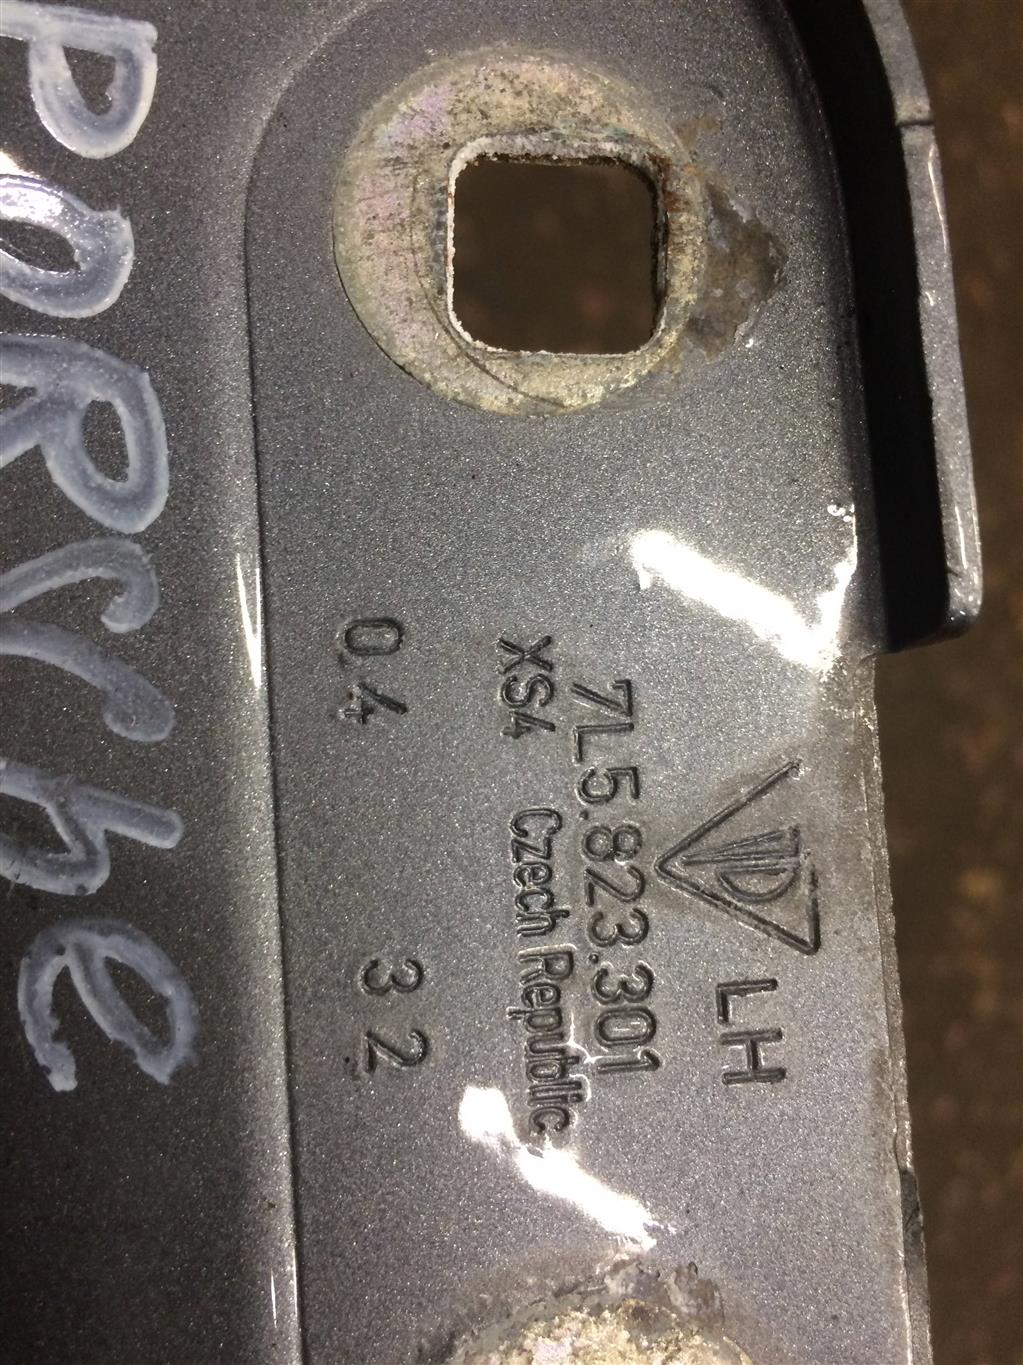 PORSChe
LH
7L5.823.301
XS4 Czech Republic
0.4 3 2